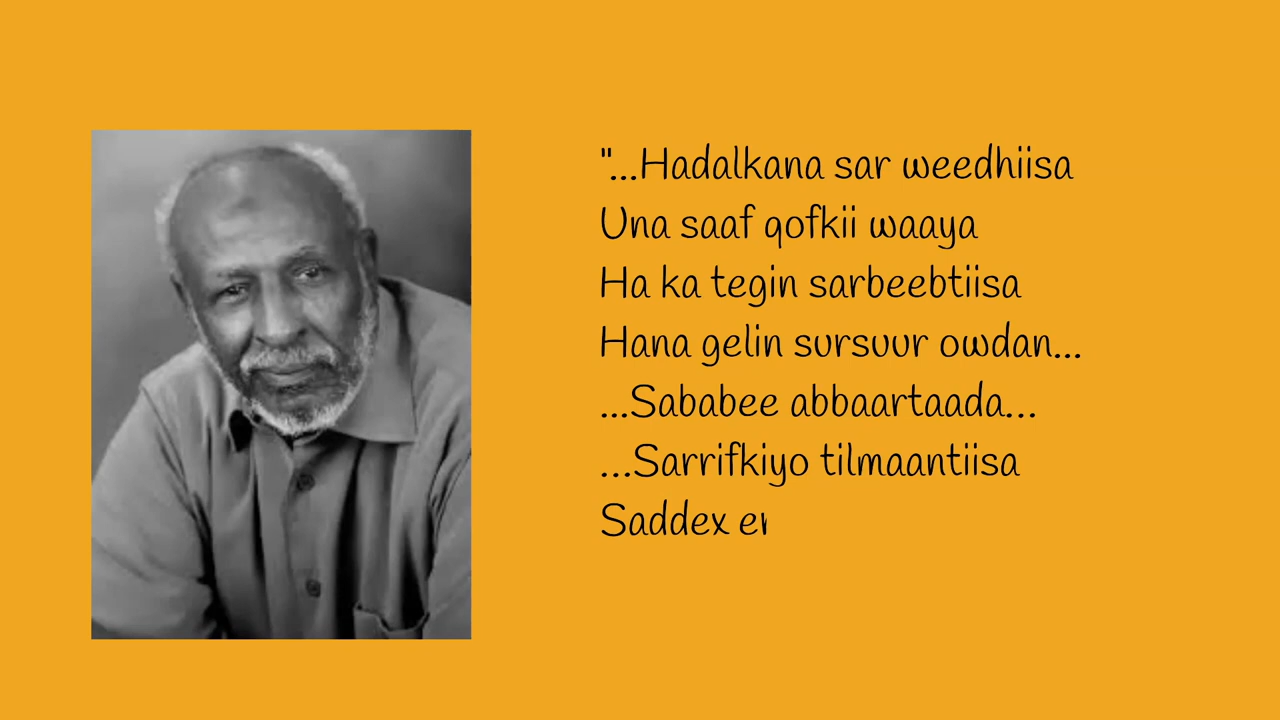 "...Hadalkana sar weedhiisa
Una saaf qofkii waaya
Ha ka tegin sarbeebtiisa
Hana gelin sursuur owdan...
...Sababee abbaartaada...
...Sarrifkiyo tilmaantiisa
Saddex